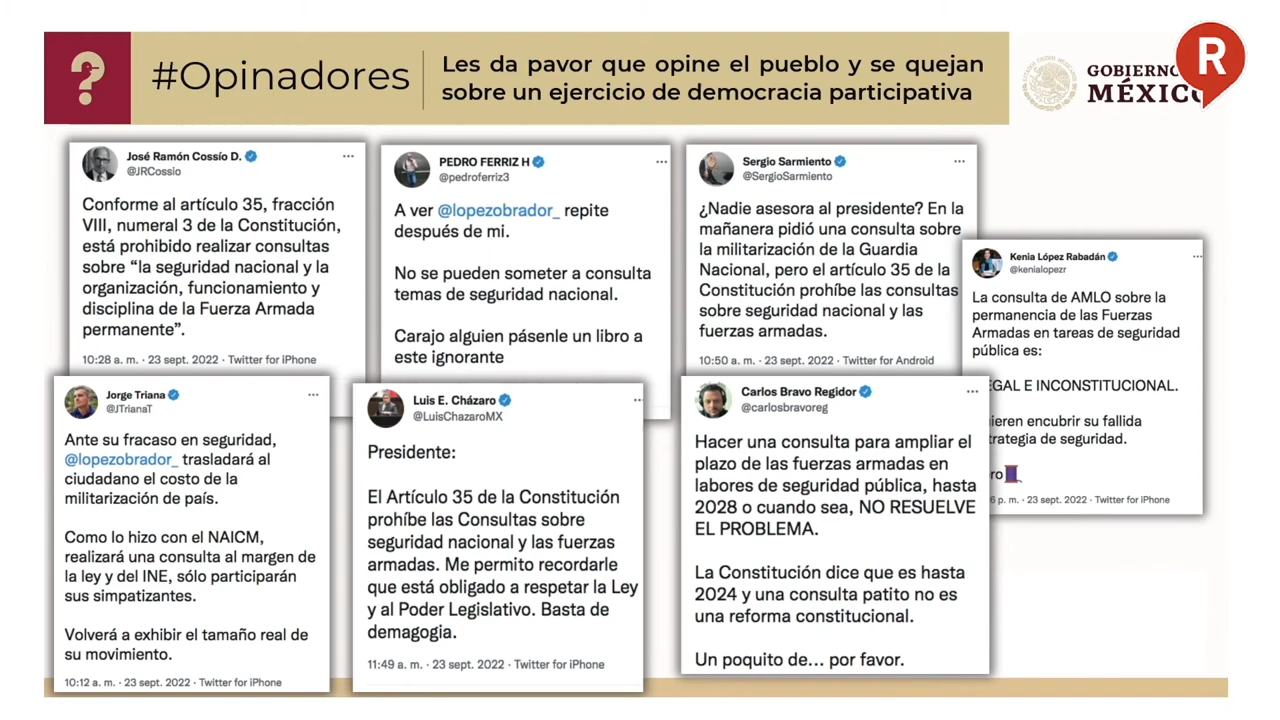 ?
#Opinadores
Les da pavor que opine el pueblo y se quejan
sobre un ejercicio de democracia participativa
GOBIERNO
MÉXICO
R
José Ramón Cossío D.
@JRCossio
Conforme al artículo 35, fracción
VIII, numeral 3 de la Constitución,
está prohibido realizar consultas
sobre “la seguridad nacional y la
organización, funcionamiento y
disciplina de la Fuerza Armada
permanente”.
10:28 a. m. · 23 sept. 2022 · Twitter for iPhone
PEDRO FERIZ H
@pedroferriz3
A ver @lopezobrador_ repite
después de mi.
No se pueden someter a consulta
temas de seguridad nacional.
Carajo alguien pásenle un libro a
este ignorante
Sergio Sarmiento
@SergioSarmiento
¿Nadie asesora al presidente? En la
mañanera pidió una consulta sobre
la militarización de la Guardia
Nacional, pero el artículo 35 de la
Constitución prohíbe las consultas
sobre seguridad nacional y las
fuerzas armadas.
10:50 a. m. · 23 sept. 2022 · Twitter for Android
Kenia López Rabadán
@kenialopezr
La consulta de AMLO sobre la
permanencia de las Fuerzas
Armadas en tareas de seguridad
pública es:
EGAL E INCONSTITUCIONAL.
ieren encubrir su fallida
trategia de seguridad.
ro
6 p. m. · 23 sept. 2022 · Twitter for iPhone
Jorge Triana
@JTrianaT
Ante su fracaso en seguridad,
@lopezobrador_ trasladará al
ciudadano el costo de la
militarización de país.
Como lo hizo con el NAICM,
realizará una consulta al margen de
la ley y del INE, sólo participarán
sus simpatizantes.
Volverá a exhibir el tamaño real de
su movimiento.
10:12 a. m. · 23 sept. 2022 · Twitter for iPhone
Luis E. Cházaro
@LuisChazaroMX
Presidente:
El Artículo 35 de la Constitución
prohíbe las Consultas sobre
seguridad nacional y las fuerzas
armadas. Me permito recordarle
que está obligado a respetar la Ley
y al Poder Legislativo. Basta de
demagogia.
11:49 a. m. · 23 sept. 2022 · Twitter for iPhone
Carlos Bravo Regidor
@carlosbravoreg
Hacer una consulta para ampliar el
plazo de las fuerzas armadas en
labores de seguridad pública, hasta
2028 o cuando sea, NO RESUELVE
EL PROBLEMA.
La Constitución dice que es hasta
2024 y una consulta patito no es
una reforma constitucional.
Un poquito de... por favor.